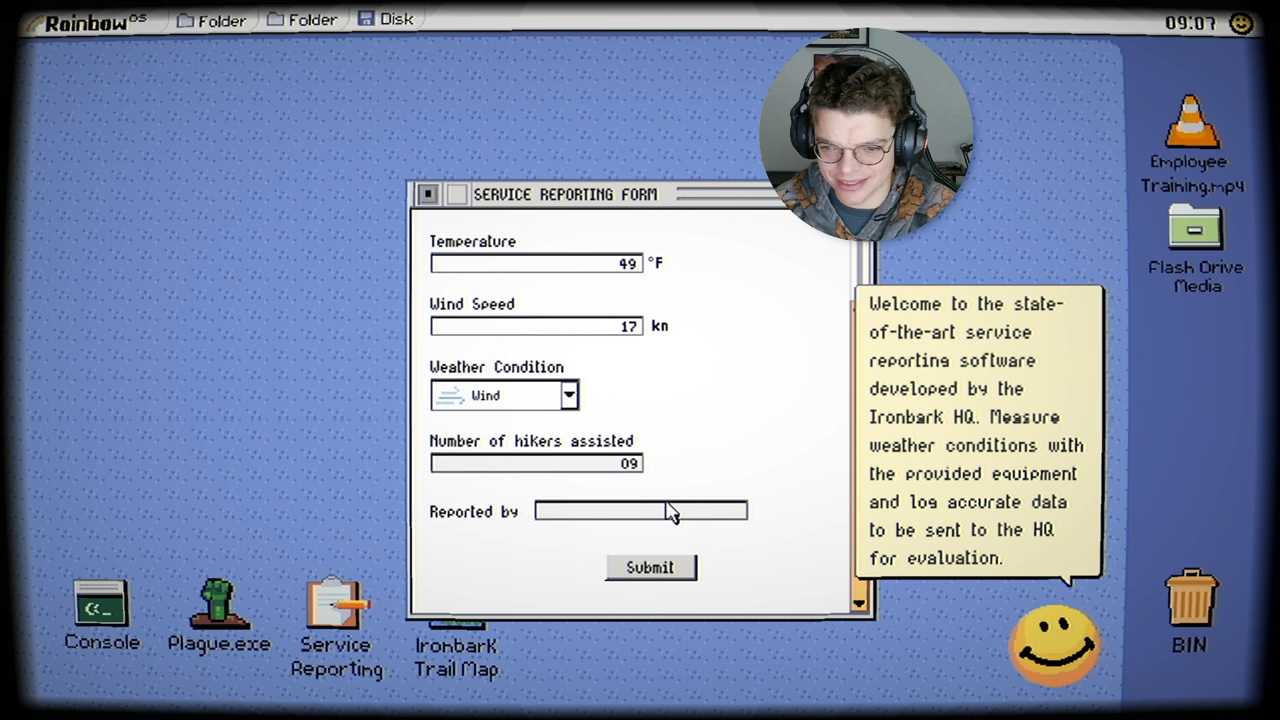 RainbowOS
Folder
Folder
Disk
09:07
Employee
Training.mp4
Flash Drive
Media
SERVICE REPORTING FORM
Temperature
49 °F
Wind Speed
17 kn
Weather Condition
Wind
Number of hikers assisted
09
Reported by
Submit
Welcome to the state-
of-the-art service
reporting software
developed by the
Ironbark HQ. Measure
weather conditions with
the provided equipment
and log accurate data
to be sent to the HQ
for evaluation.
Console
Plague.exe
Service
Reporting
Ironbark
Trail Map
BIN